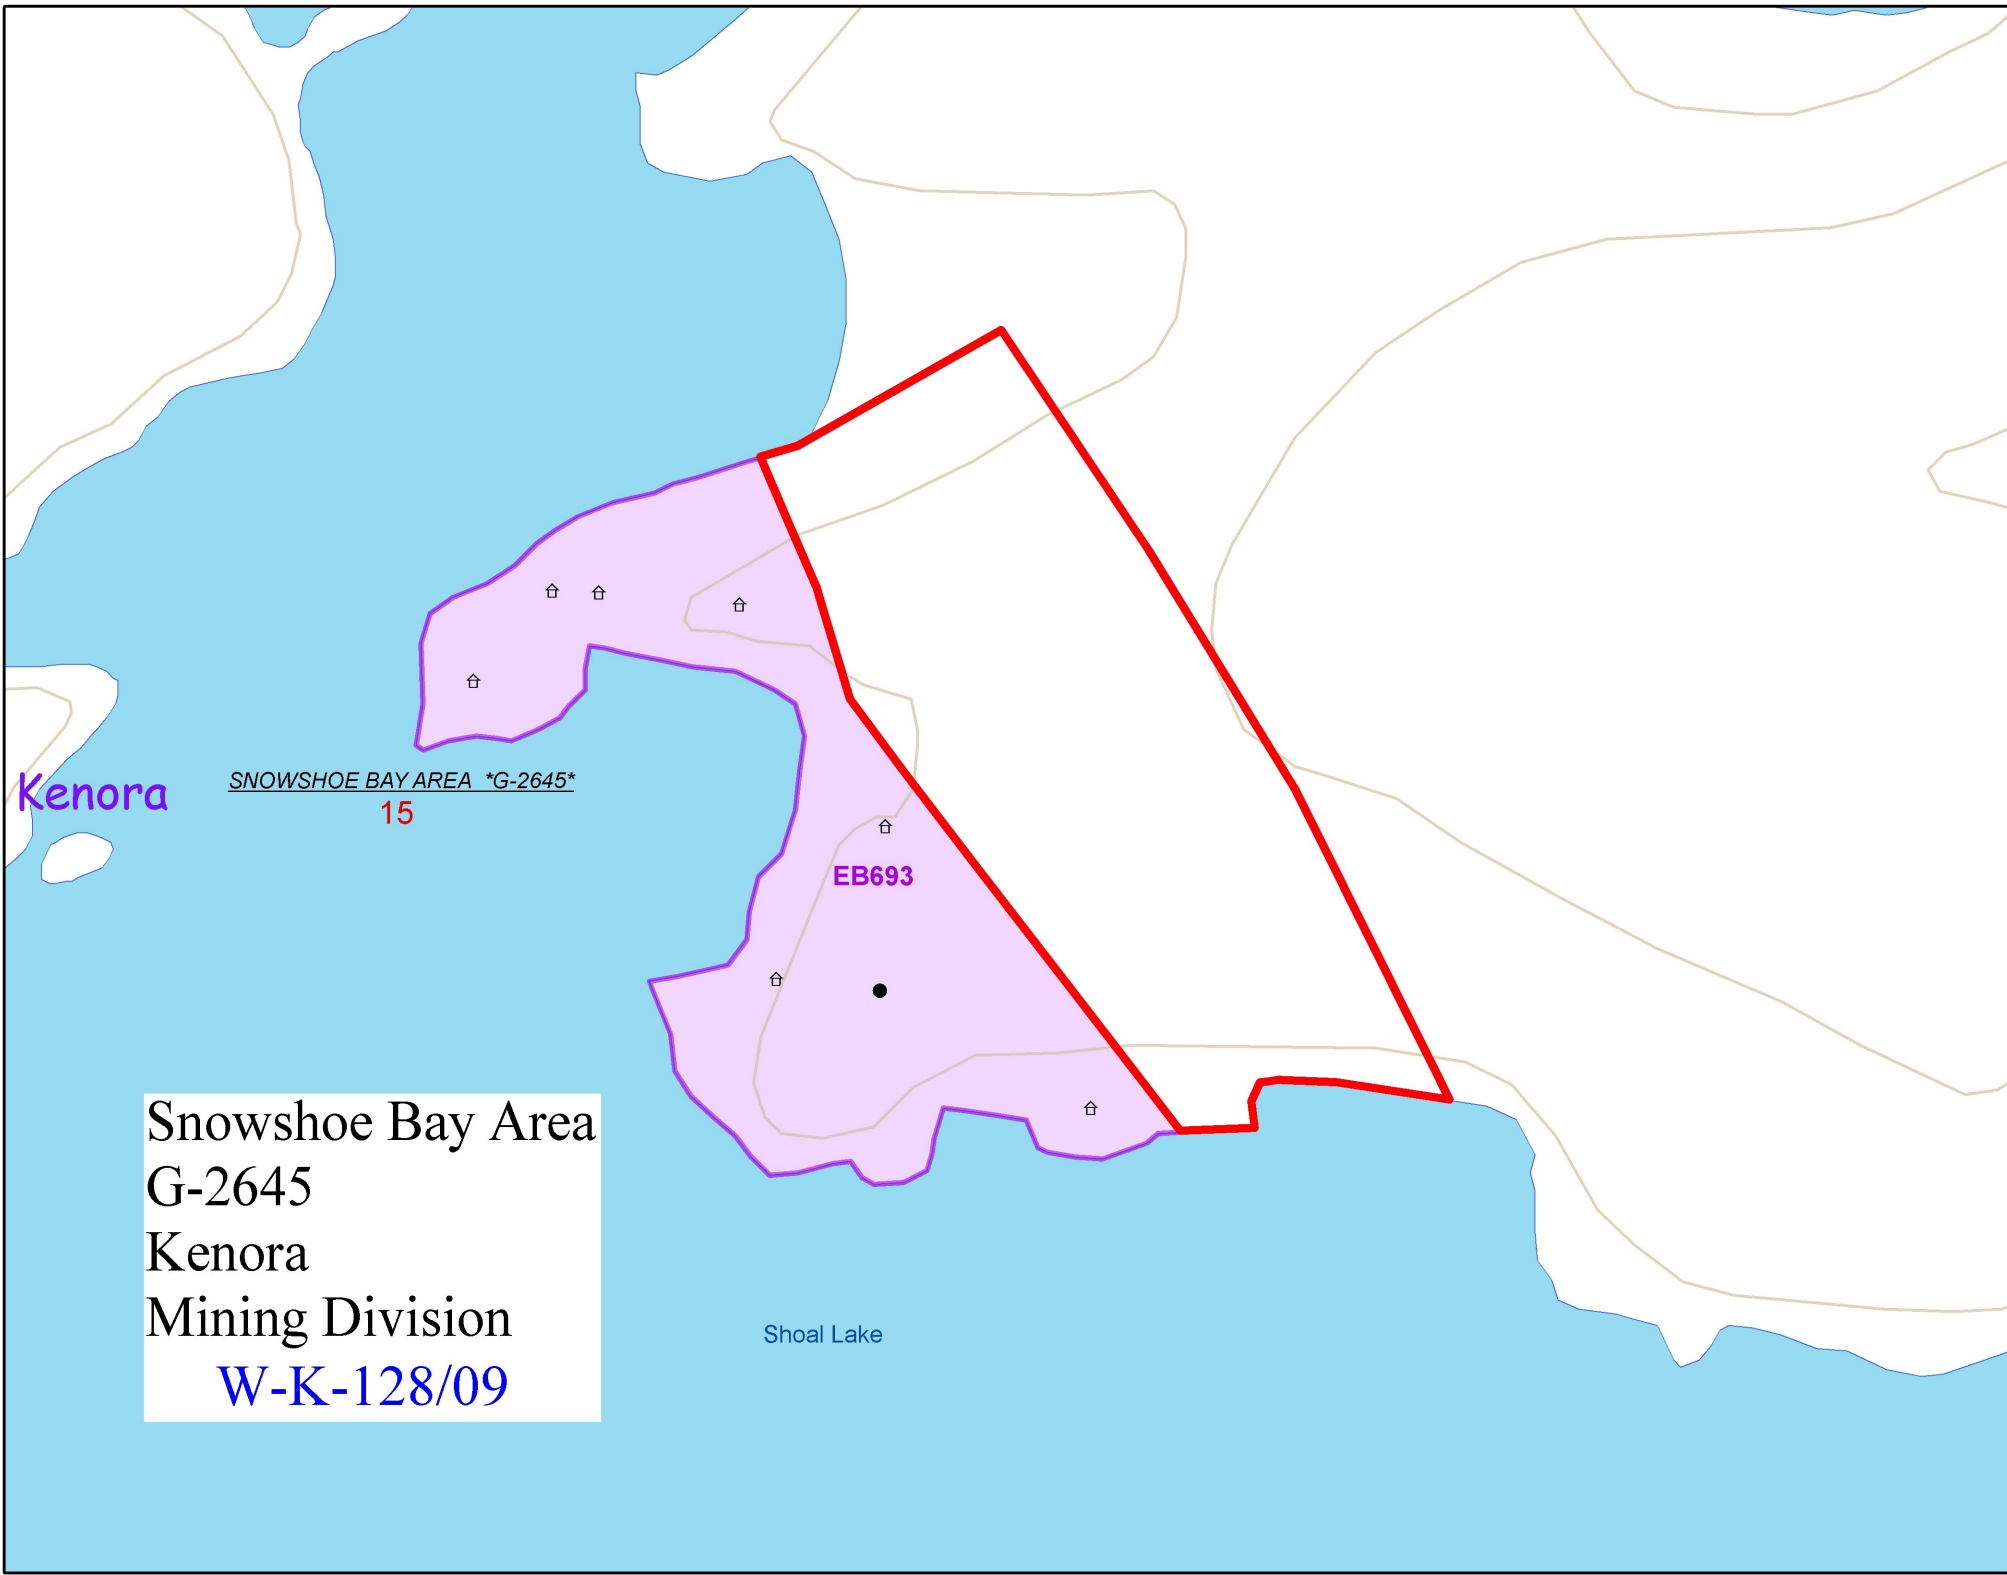 Kenora
SNOWSHOE BAY AREA *G-2645*
15
EB693
Snowshoe Bay Area
G-2645
Kenora
Mining Division
W-K-128/09
Shoal Lake